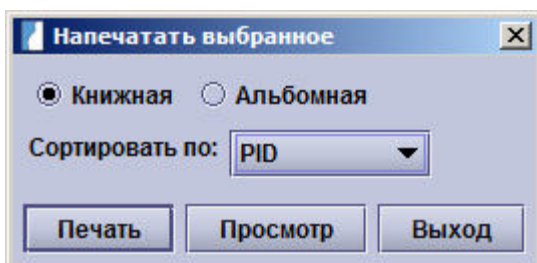 Напечатать выбранное
Книжная Альбомная
Сортировать по: PID
Печать Просмотр Выход